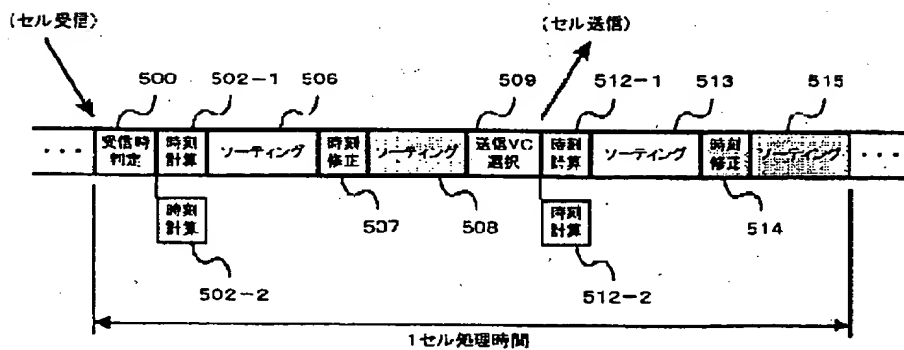 (セル受信)
(セル送信)
500 502-1 506 509 512-1 513 515
・・・ 受信時判定 時刻計算 ソーティング 時刻修正 ソーティング 送信VC選択 時刻計算 ソーティング 時刻修正 ソーティング ・・・
時刻計算 507 508 時刻計算 514
502-2 512-2
1セル処理時間